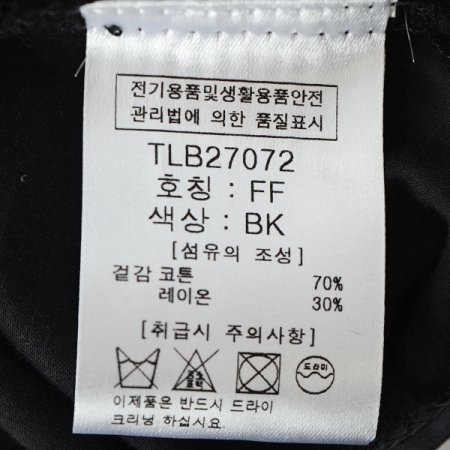 전기용품및생활용품안전
관리법에 의한 품질표시
TLB27072
호칭 : FF
색상 : BK
[섬유의 조성]
겉감 코튼 70%
레이온 30%
[취급시 주의사항]
드라이
이제품은 반드시 드라이
크리닝 하십시요.